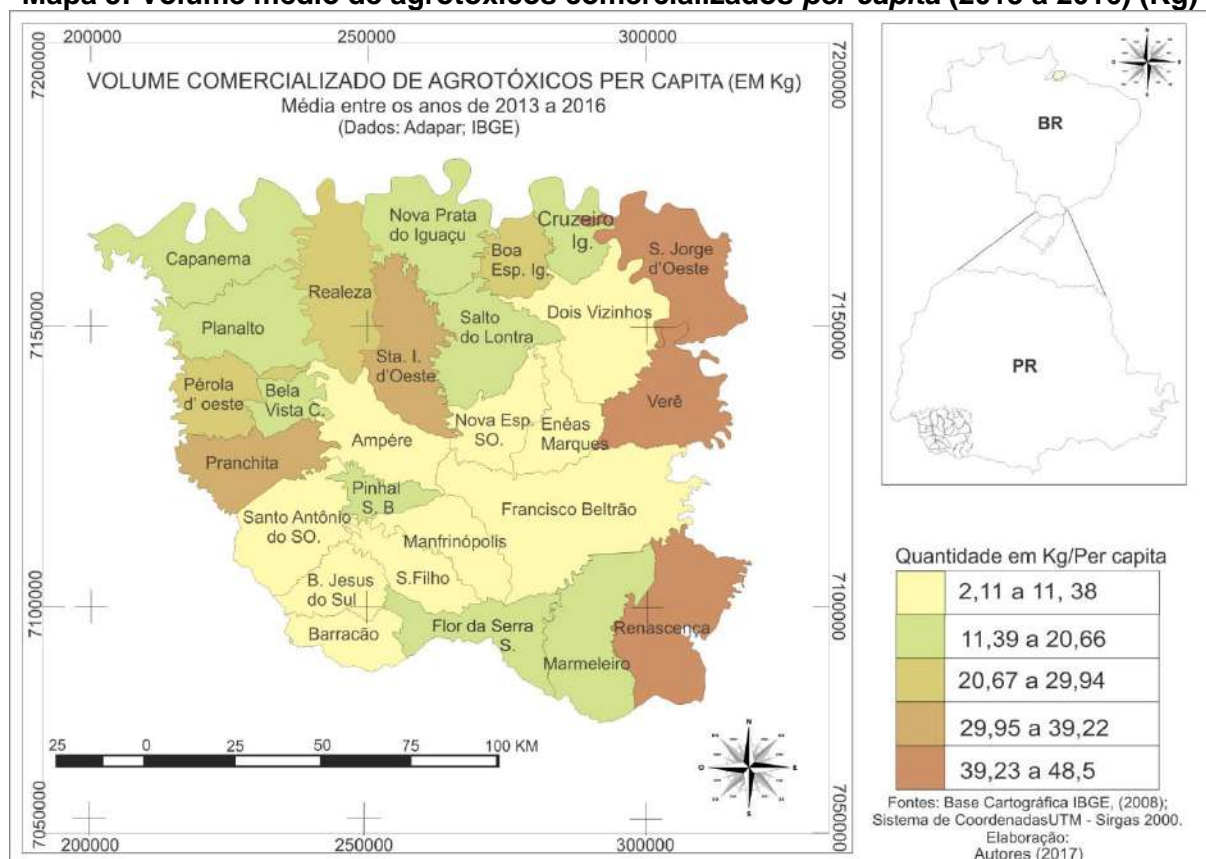 Mapa 3. Volume médio de agrotóxicos comercializados per capita (2013 a 2016) (Kg)
200000
250000
300000
7200000
7200000
VOLUME COMERCIALIZADO DE AGROTÓXICOS PER CAPITA (EM Kg)
Média entre os anos de 2013 a 2016
(Dados: Adapar; IBGE)
Nova Prata
do Iguaçu
Cruzeiro
Ig.
Capanema
Boa
Esp. Ig.
S. Jorge
d'Oeste
Realeza
Dois Vizinhos
7150000
7150000
Planalto
Salto
do Lontra
Sta. I.
d'Oeste
Pérola
d' oeste
Bela
Vista C.
Verê
Nova Esp.
SO.
Enéas
Marques
Ampére
Pranchita
Pinhal
S. B
Francisco Beltrão
Santo Antônio
do SO.
Manfrinópolis
B. Jesus
do Sul
S.Filho
7100000
7100000
Barracão
Flor da Serra
S.
Renascença
Marmeleiro
25
0
25
50
75
100 KM
N
O
E
S
7050000
7050000
200000
250000
300000
BR
PR
N
O
E
S
Quantidade em Kg/Per capita
2,11 a 11, 38
11,39 a 20,66
20,67 a 29,94
29,95 a 39,22
39,23 a 48,5
Fontes: Base Cartográfica IBGE, (2008);
Sistema de CoordenadasUTM - Sirgas 2000.
Elaboração:
Autores (2017)